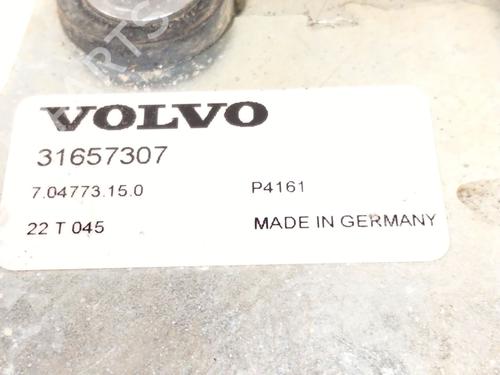 VOLVO
31657307
7.04773.15.0 P4161
22 T 045 MADE IN GERMANY